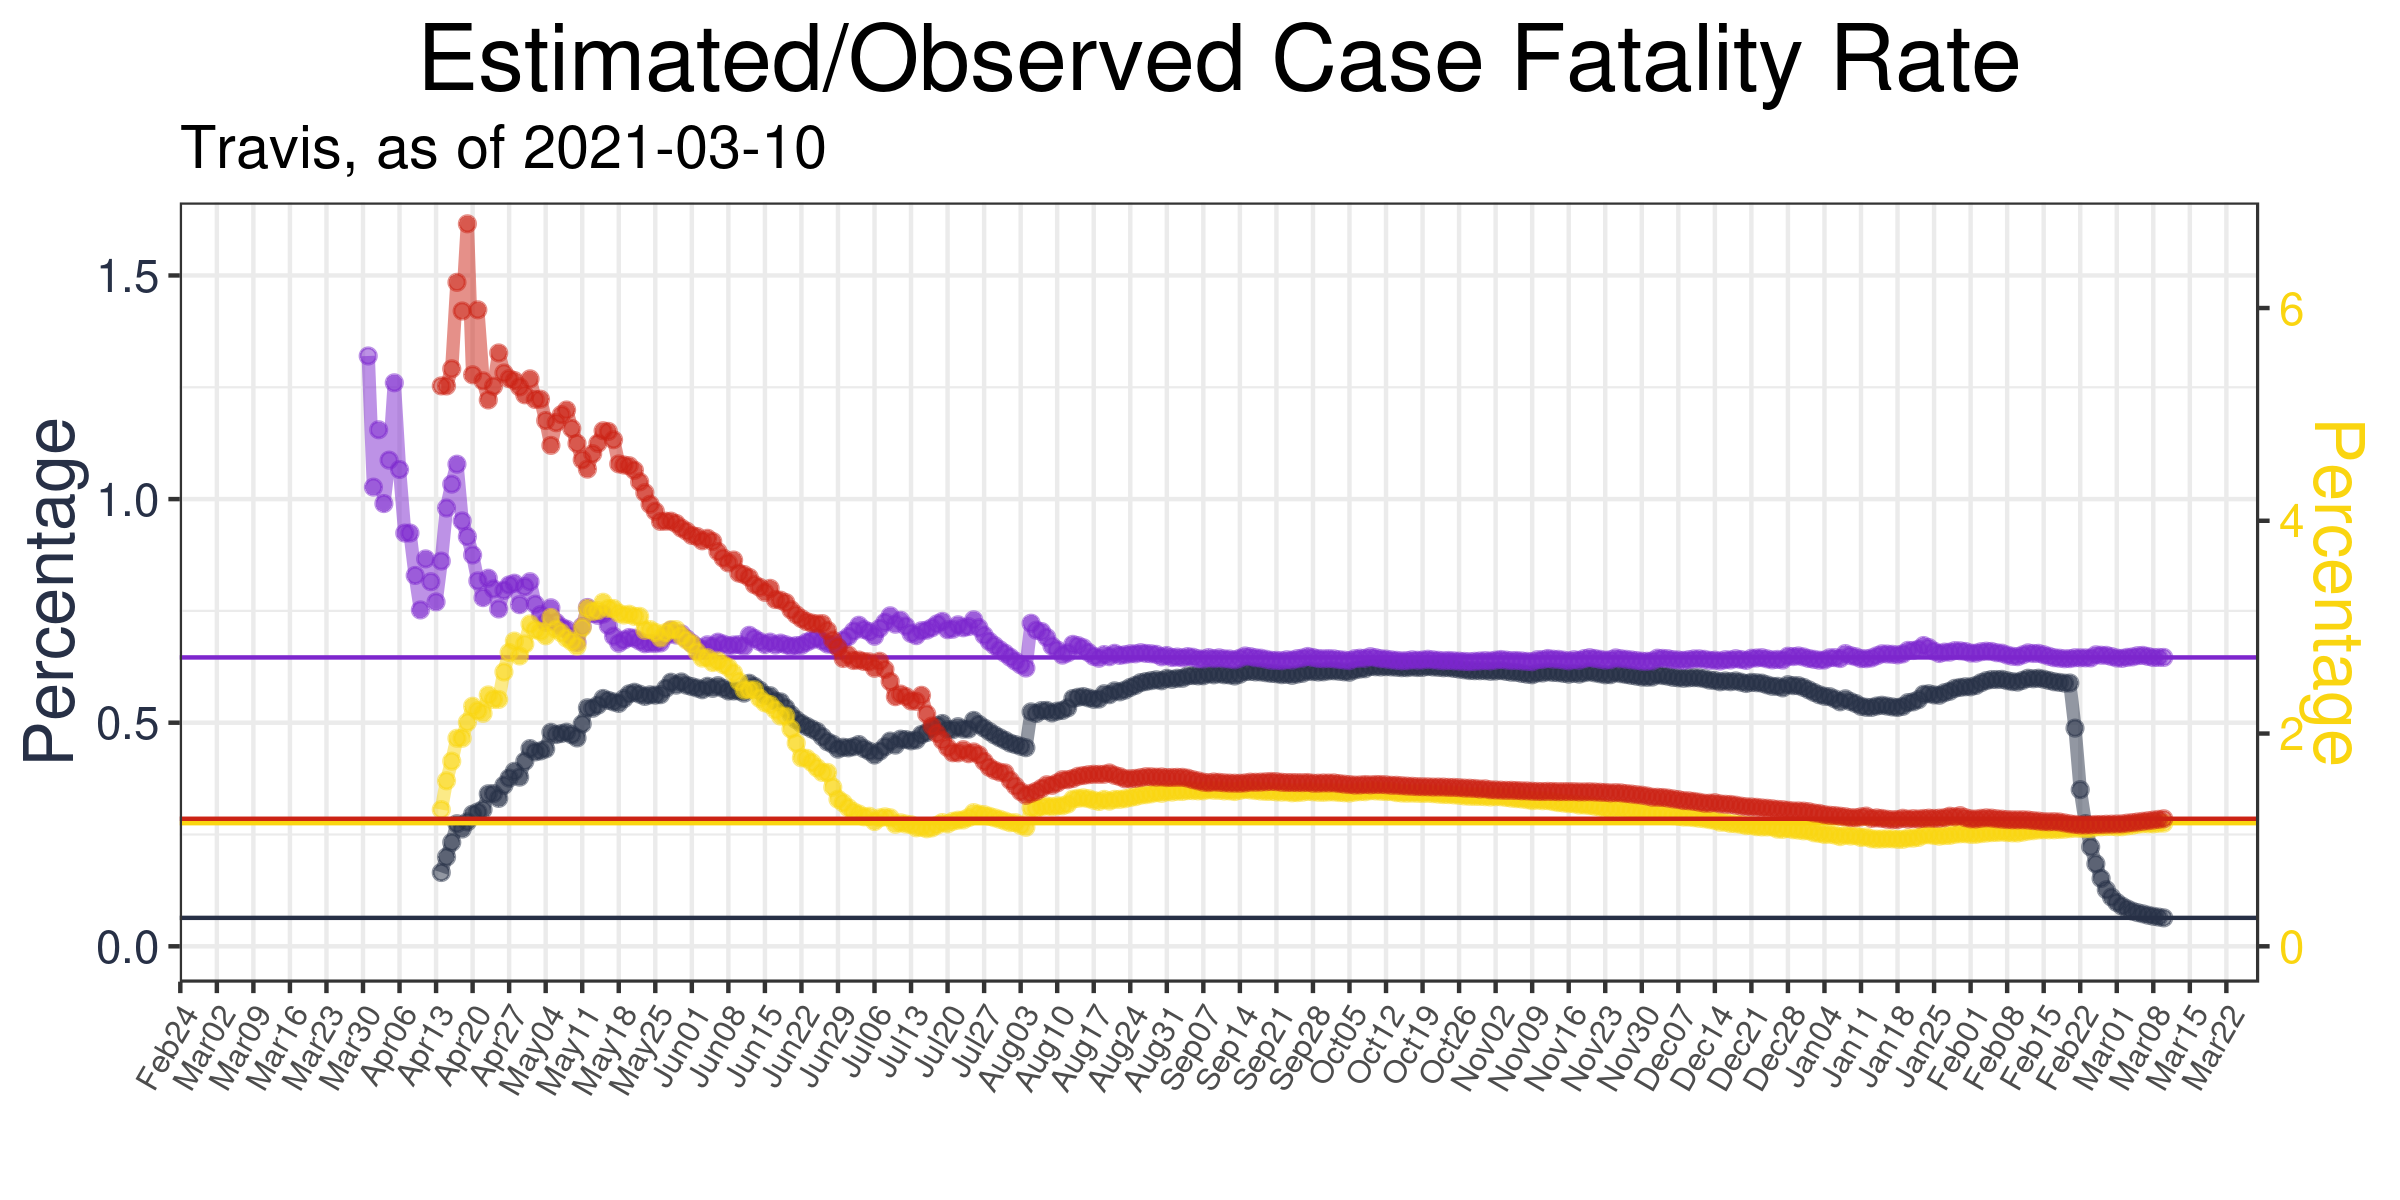 Estimated/Observed Case Fatality Rate
Travis, as of 2021-03-10
Percentage
1.5
1.0
0.5
0.0
6
4
2
0
Percentage
Feb24
Mar02
Mar09
Mar16
Mar23
Mar30
Apr06
Apr13
Apr20
Apr27
May04
May11
May18
May25
Jun01
Jun08
Jun15
Jun22
Jun29
Jul06
Jul13
Jul20
Jul27
Aug03
Aug10
Aug17
Aug24
Aug31
Sep07
Sep14
Sep21
Sep28
Oct05
Oct12
Oct19
Oct26
Nov02
Nov09
Nov16
Nov23
Nov30
Dec07
Dec14
Dec21
Dec28
Jan04
Jan11
Jan18
Jan25
Feb01
Feb08
Feb15
Feb22
Mar01
Mar08
Mar15
Mar22